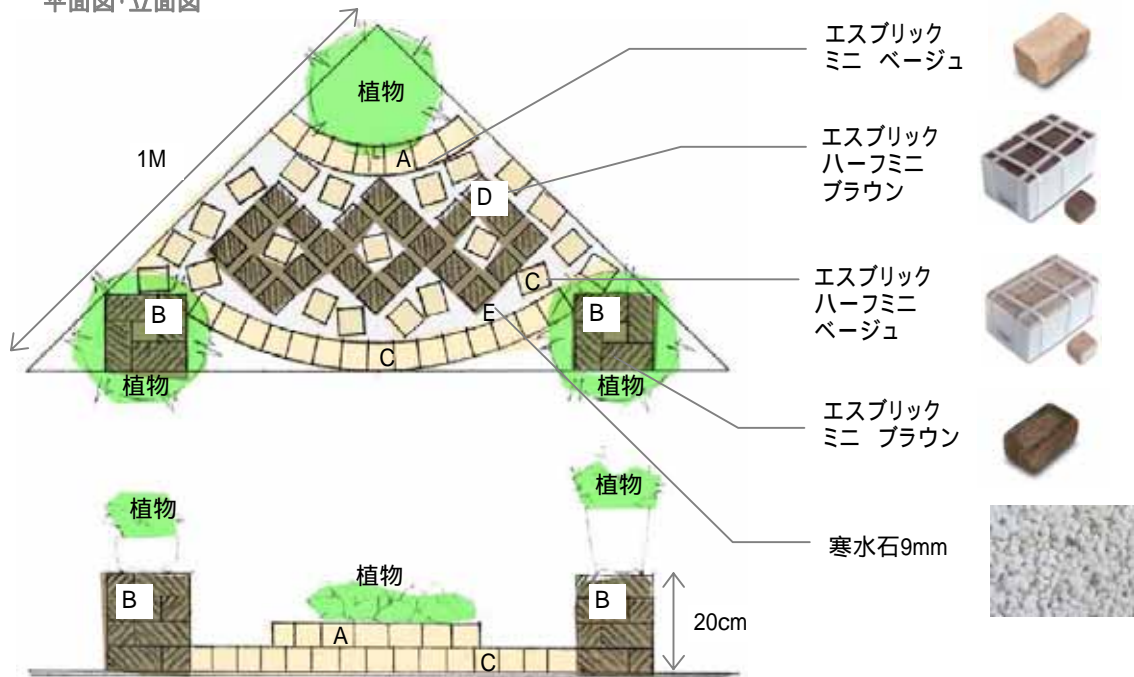 平面図・立面図
植物
エスブリック
ミニ ベージュ
1M
A
エスブリック
ハーフミニ
ブラウン
D
C
エスブリック
ハーフミニ
ベージュ
B
E
B
C
植物
植物
エスブリック
ミニ ブラウン
植物
植物
植物
寒水石9mm
B
B
20cm
A
C